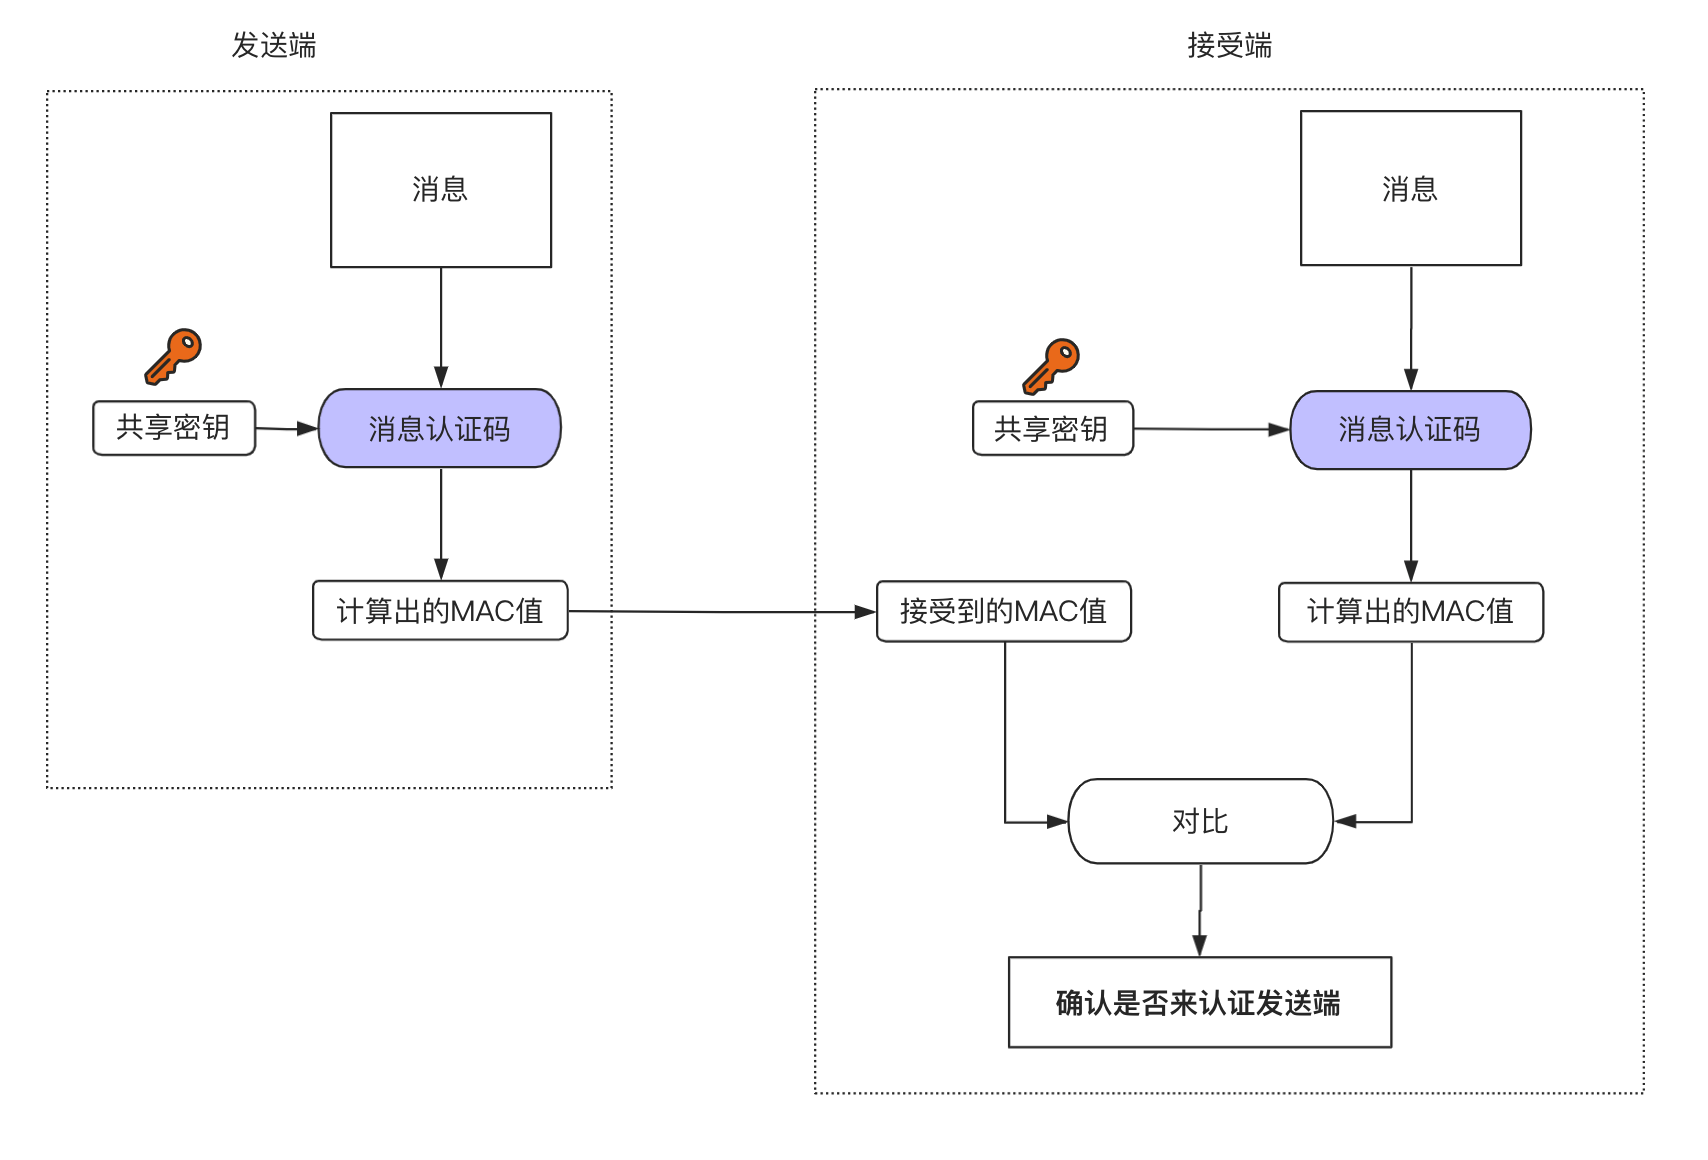 发送端
接受端
消息
消息
共享密钥
消息认证码
共享密钥
消息认证码
计算出的MAC值
接受到的MAC值
计算出的MAC值
对比
确认是否来认证发送端